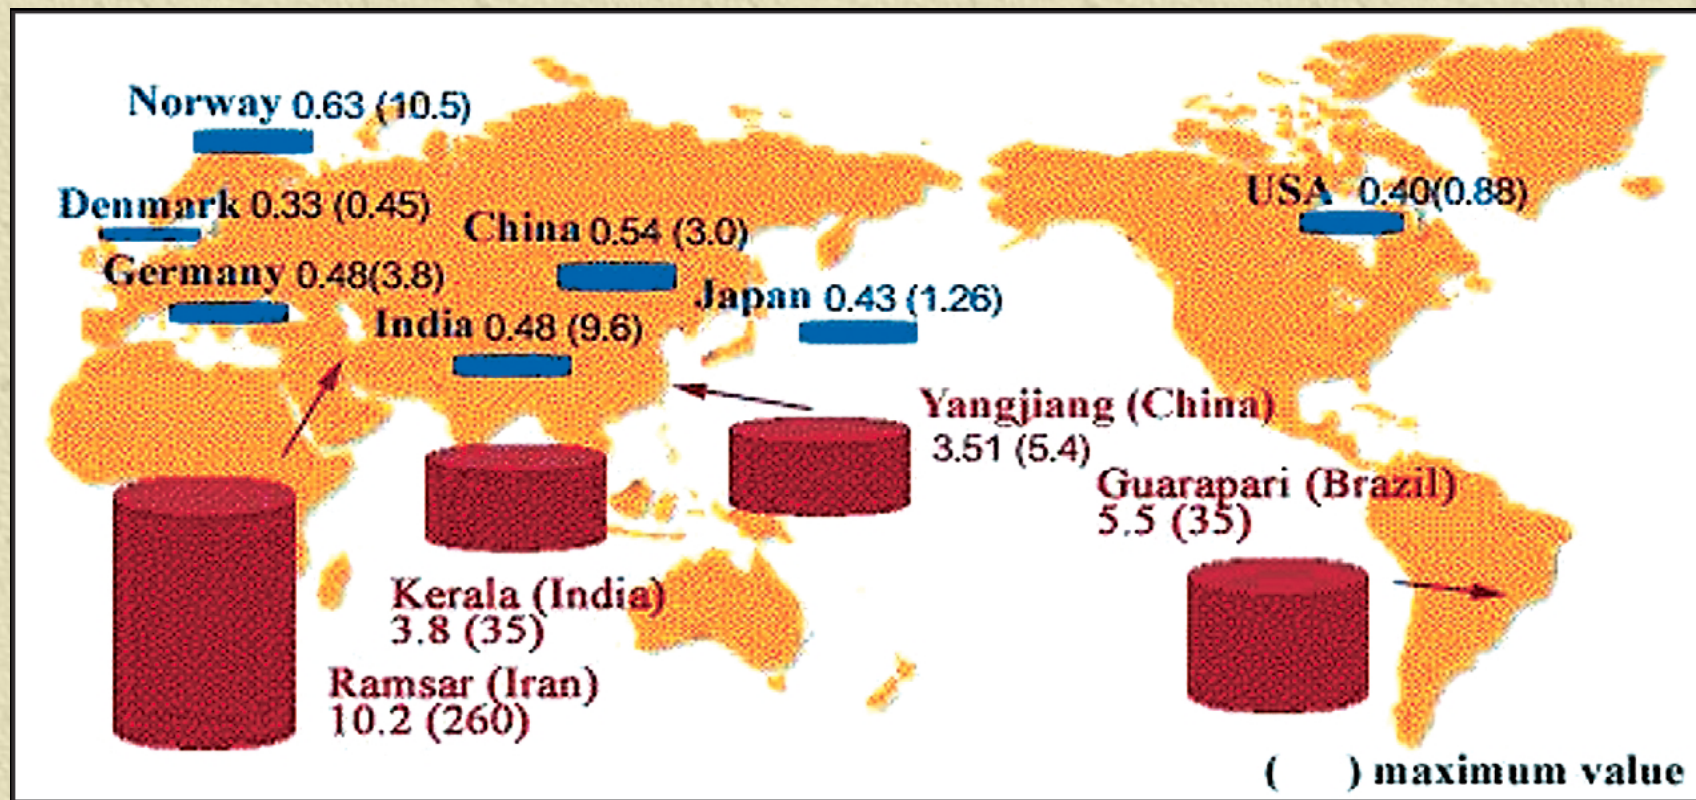 Norway 0.63 (10.5)
Denmark 0.33 (0.45)
USA 0.40(0.88)
China 0.54 (3.0)
Germany 0.48(3.8)
Japan 0.43 (1.26)
India 0.48 (9.6)
Yangjiang (China)
3.51 (5.4)
Guarapari (Brazil)
5.5 (35)
Kerala (India)
3.8 (35)
Ramsar (Iran)
10.2 (260)
( ) maximum value